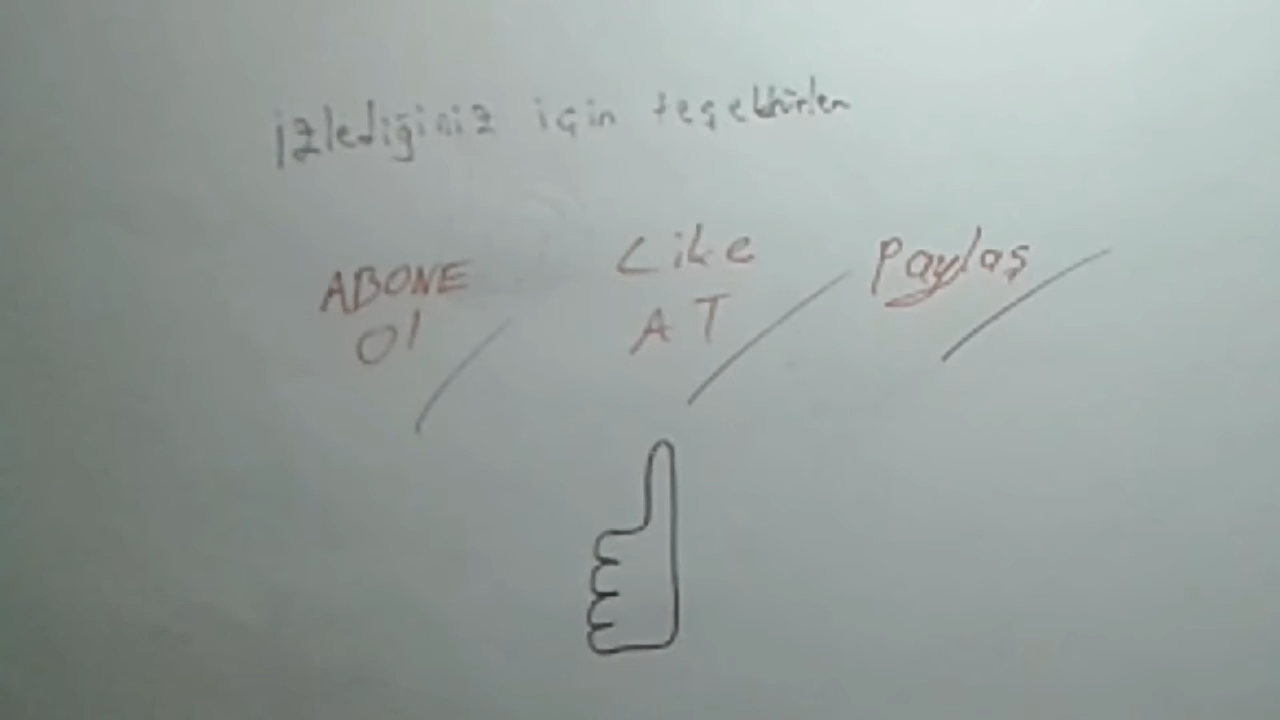 izlediğiniz için teşekkürler
ABONE
Ol
Like
AT
Paylaş